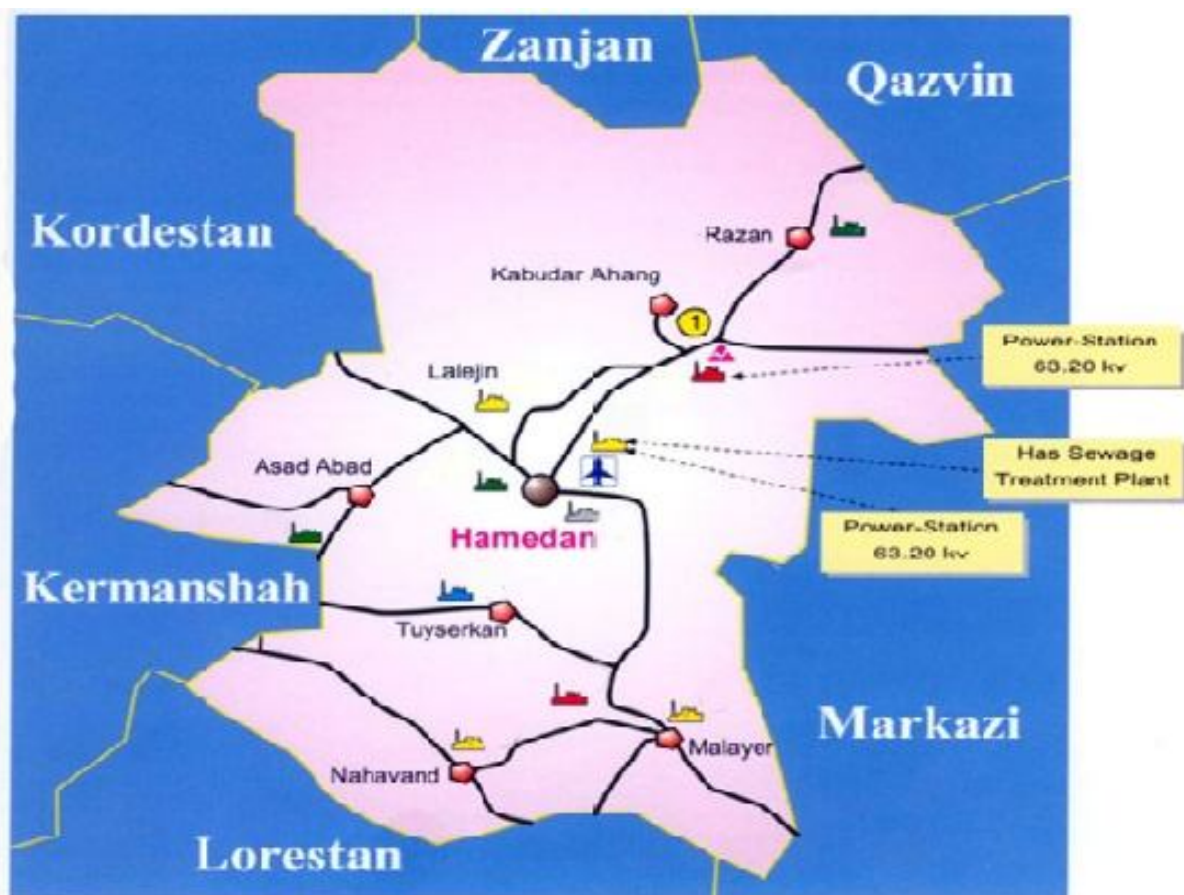 Zanjan
Qazvin
Kordestan
Razan
Kabudar Ahang
1
Power-Station
63.20 kv
Lalejin
Asad Abad
Has Sewage
Treatment Plant
Hamedan
Power-Station
63.20 kv
Kermanshah
Tuyserkan
Markazi
Malayer
Nahavand
Lorestan